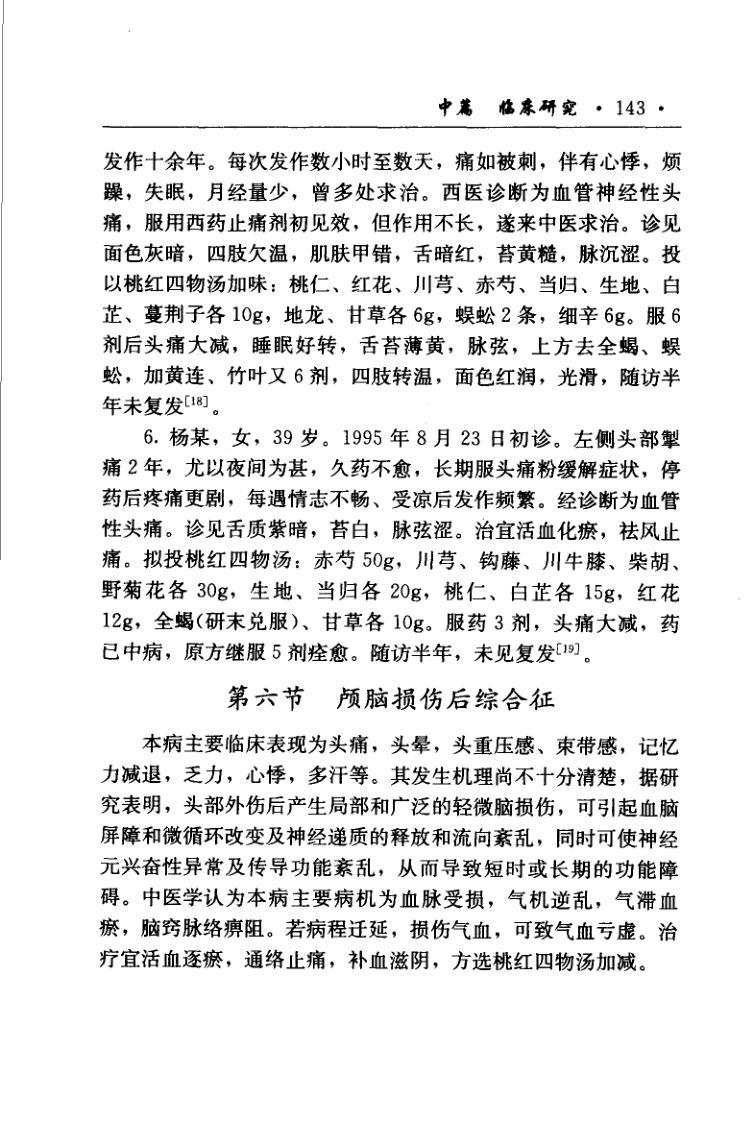 中篇　临床研究 · 143 ·
发作十余年。每次发作数小时至数天，痛如被刺，伴有心悸，烦
躁，失眠，月经量少，曾多处求治。西医诊断为血管神经性头
痛，服用西药止痛剂初见效，但作用不长，遂来中医求治。诊见
面色灰暗，四肢欠温，肌肤甲错，舌暗红，苔黄糙，脉沉涩。投
以桃红四物汤加味：桃仁、红花、川芎、赤芍、当归、生地、白
芷、蔓荆子各 10g，地龙、甘草各 6g，蜈蚣 2 条，细辛 6g。服 6
剂后头痛大减，睡眠好转，舌苔薄黄，脉弦，上方去全蝎、蜈
蚣，加黄连、竹叶又 6 剂，四肢转温，面色红润，光滑，随访半
年未复发[18]。
6. 杨某，女，39 岁。1995 年 8 月 23 日初诊。左侧头部掣
痛 2 年，尤以夜间为甚，久药不愈，长期服头痛粉缓解症状，停
药后疼痛更剧，每遇情志不畅、受凉后发作频繁。经诊断为血管
性头痛。诊见舌质紫暗，苔白，脉弦涩。治宜活血化瘀，祛风止
痛。拟投桃红四物汤：赤芍 50g，川芎、钩藤、川牛膝、柴胡、
野菊花各 30g，生地、当归各 20g，桃仁、白芷各 15g，红花
12g，全蝎（研末兑服）、甘草各 10g。服药 3 剂，头痛大减，药
已中病，原方继服 5 剂痊愈。随访半年，未见复发[19]。
第六节　颅脑损伤后综合征
本病主要临床表现为头痛，头晕，头重压感、束带感，记忆
力减退，乏力，心悸，多汗等。其发生机理尚不十分清楚，据研
究表明，头部外伤后产生局部和广泛的轻微脑损伤，可引起血脑
屏障和微循环改变及神经递质的释放和流向紊乱，同时可使神经
元兴奋性异常及传导功能紊乱，从而导致短时或长期的功能障
碍。中医学认为本病主要病机为血脉受损，气机逆乱，气滞血
瘀，脑窍脉络痹阻。若病程迁延，损伤气血，可致气血亏虚。治
疗宜活血逐瘀，通络止痛，补血滋阴，方选桃红四物汤加减。